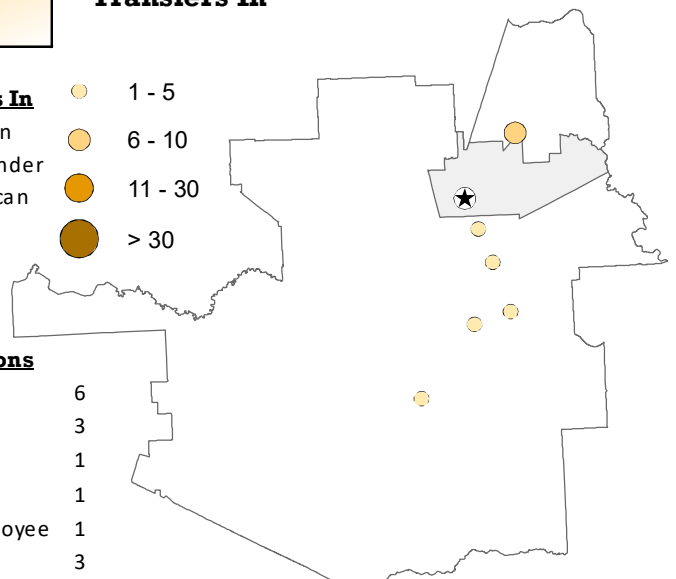 Transfers In
s In
1 - 5
n
6 - 10
nder
11 - 30
can
> 30
ons
6
3
1
1
oyee 1
3